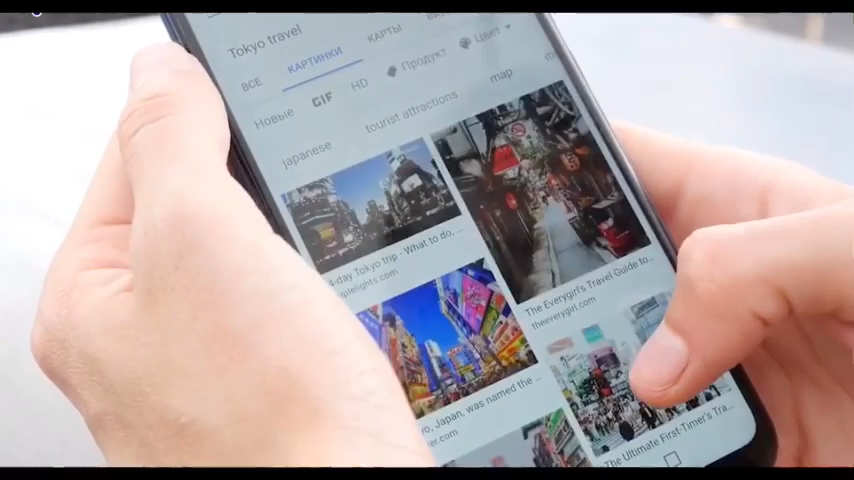 Tokyo travel
ВСЕ КАРТИНКИ КАРТЫ
Новые GIF HD Продукт Цвет
japanese tourist attractions map
4-day Tokyo trip - What to do, ...
The Everygirl's Travel Guide to...
theeverygirl.com
Japan, was named the...
The Ultimate First-Timer's Tra...